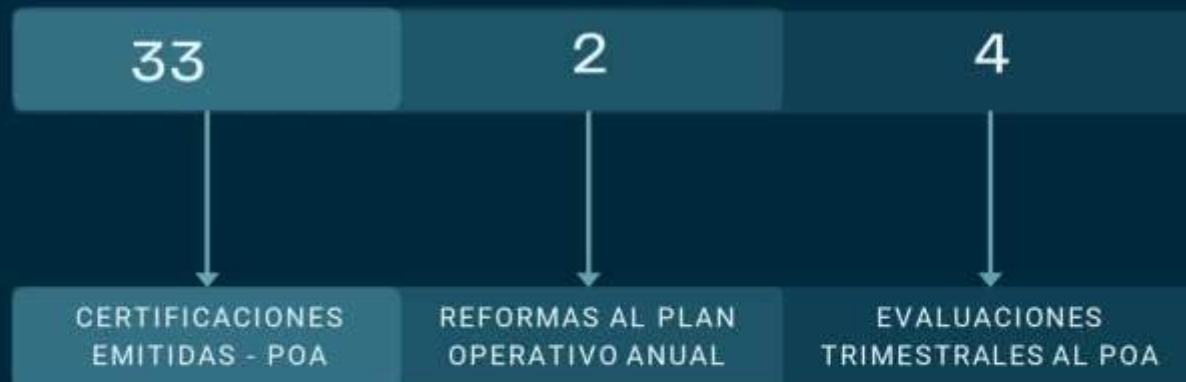 33
2
4
CERTIFICACIONES
EMITIDAS - POA
REFORMAS AL PLAN
OPERATIVO ANUAL
EVALUACIONES
TRIMESTRALES AL POA